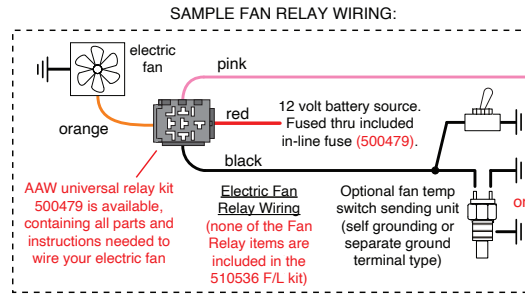 SAMPLE FAN RELAY WIRING:
electric
fan
pink
orange
red
12 volt battery source.
Fused thru included
in-line fuse (500479).
black
AAW universal relay kit
500479 is available,
containing all parts and
instructions needed to
wire your electric fan
Electric Fan
Relay Wiring
(none of the Fan
Relay items are
included in the
510536 F/L kit)
Optional fan temp
switch sending unit
(self grounding or
separate ground
terminal type)
or